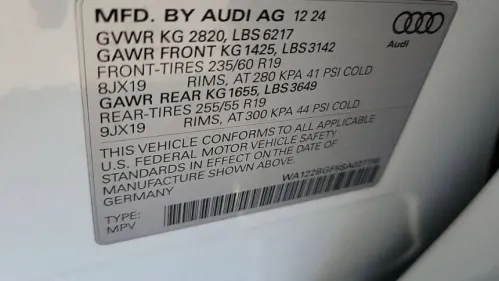 MFD. BY AUDI AG 12 24
GVWR KG 2820, LBS 6217
GAWR FRONT KG 1425, LBS 3142
FRONT-TIRES 235/60 R19
8JX19 RIMS, AT 280 KPA 41 PSI COLD
GAWR REAR KG 1655, LBS 3649
REAR-TIRES 255/55 R19
9JX19 RIMS, AT 300 KPA 44 PSI COLD
THIS VEHICLE CONFORMS TO ALL APPLICABLE
U.S. FEDERAL MOTOR VEHICLE SAFETY
STANDARDS IN EFFECT ON THE DATE OF
MANUFACTURE SHOWN ABOVE.
TYPE:
MPV
Audi